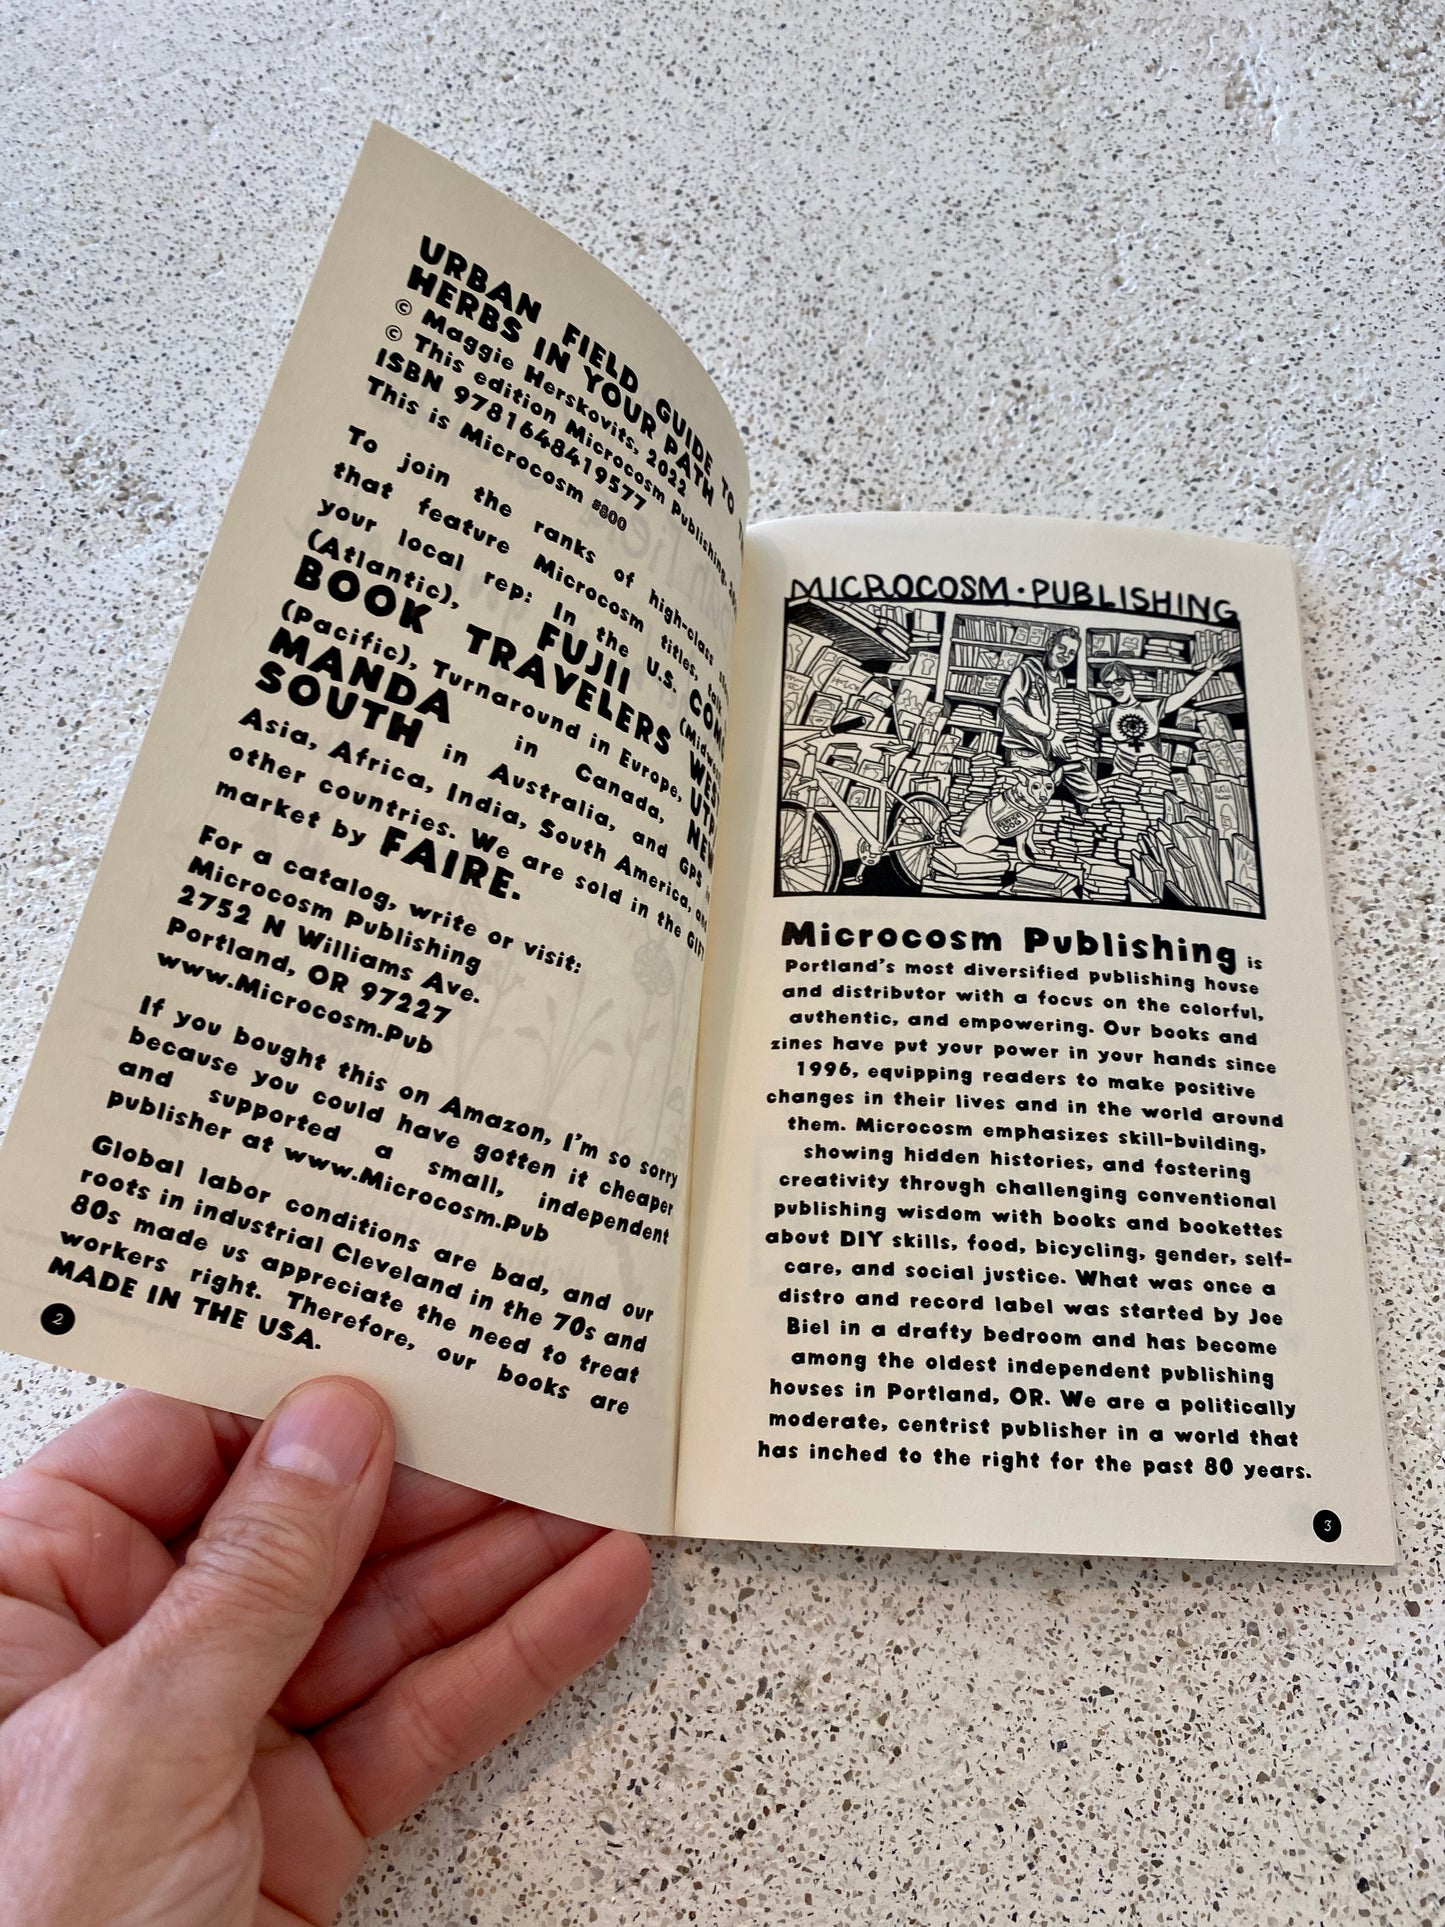 URBAN FIELD GUIDE TO
HERBS IN YOUR PATH
© Maggie Herskovits, 2022
© This edition Microcosm Publishing,
ISBN 9781648419577
This is Microcosm #800
To join the ranks of high-class
that feature Microcosm titles,
your local rep: In the U.S.
(Atlantic), FUJII
BOOK TRAVELERS
(Pacific), Turnaround in Europe,
MANDA in Canada,
SOUTH in Australia, and GPS
Asia, Africa, India, South America, and
other countries. We are sold in the GIFT
market by FAIRE.
For a catalog, write or visit:
Microcosm Publishing
2752 N Williams Ave.
Portland, OR 97227
www.Microcosm.Pub
If you bought this on Amazon, I'm so sorry
because you could have gotten it cheaper
and supported a small, independent
publisher at www.Microcosm.Pub
Global labor conditions are bad, and our
roots in industrial Cleveland in the 70s and
80s made us appreciate the need to treat
workers right. Therefore, our books are
MADE IN THE USA.
2
MICROCOSM · PUBLISHING
Microcosm Publishing is
Portland's most diversified publishing house
and distributor with a focus on the colorful,
authentic, and empowering. Our books and
zines have put your power in your hands since
1996, equipping readers to make positive
changes in their lives and in the world around
them. Microcosm emphasizes skill-building,
showing hidden histories, and fostering
creativity through challenging conventional
publishing wisdom with books and bookettes
about DIY skills, food, bicycling, gender, self-
care, and social justice. What was once a
distro and record label was started by Joe
Biel in a drafty bedroom and has become
among the oldest independent publishing
houses in Portland, OR. We are a politically
moderate, centrist publisher in a world that
has inched to the right for the past 80 years.
3